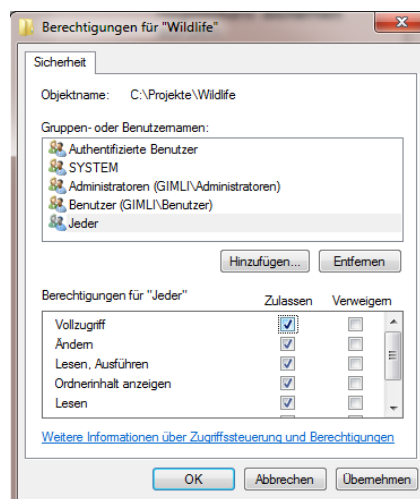 Berechtigungen für "Wildlife"
Sicherheit
Objektname: C:\Projekte\Wildlife
Gruppen- oder Benutzernamen:
Authentifizierte Benutzer
SYSTEM
Administratoren (GIMLI\Administratoren)
Benutzer (GIMLI\Benutzer)
Jeder
Hinzufügen... Entfernen
Berechtigungen für "Jeder" Zulassen Verweigern
Vollzugriff
Ändern
Lesen, Ausführen
Ordnerinhalt anzeigen
Lesen
Weitere Informationen über Zugriffssteuerung und Berechtigungen
OK Abbrechen Übernehmen